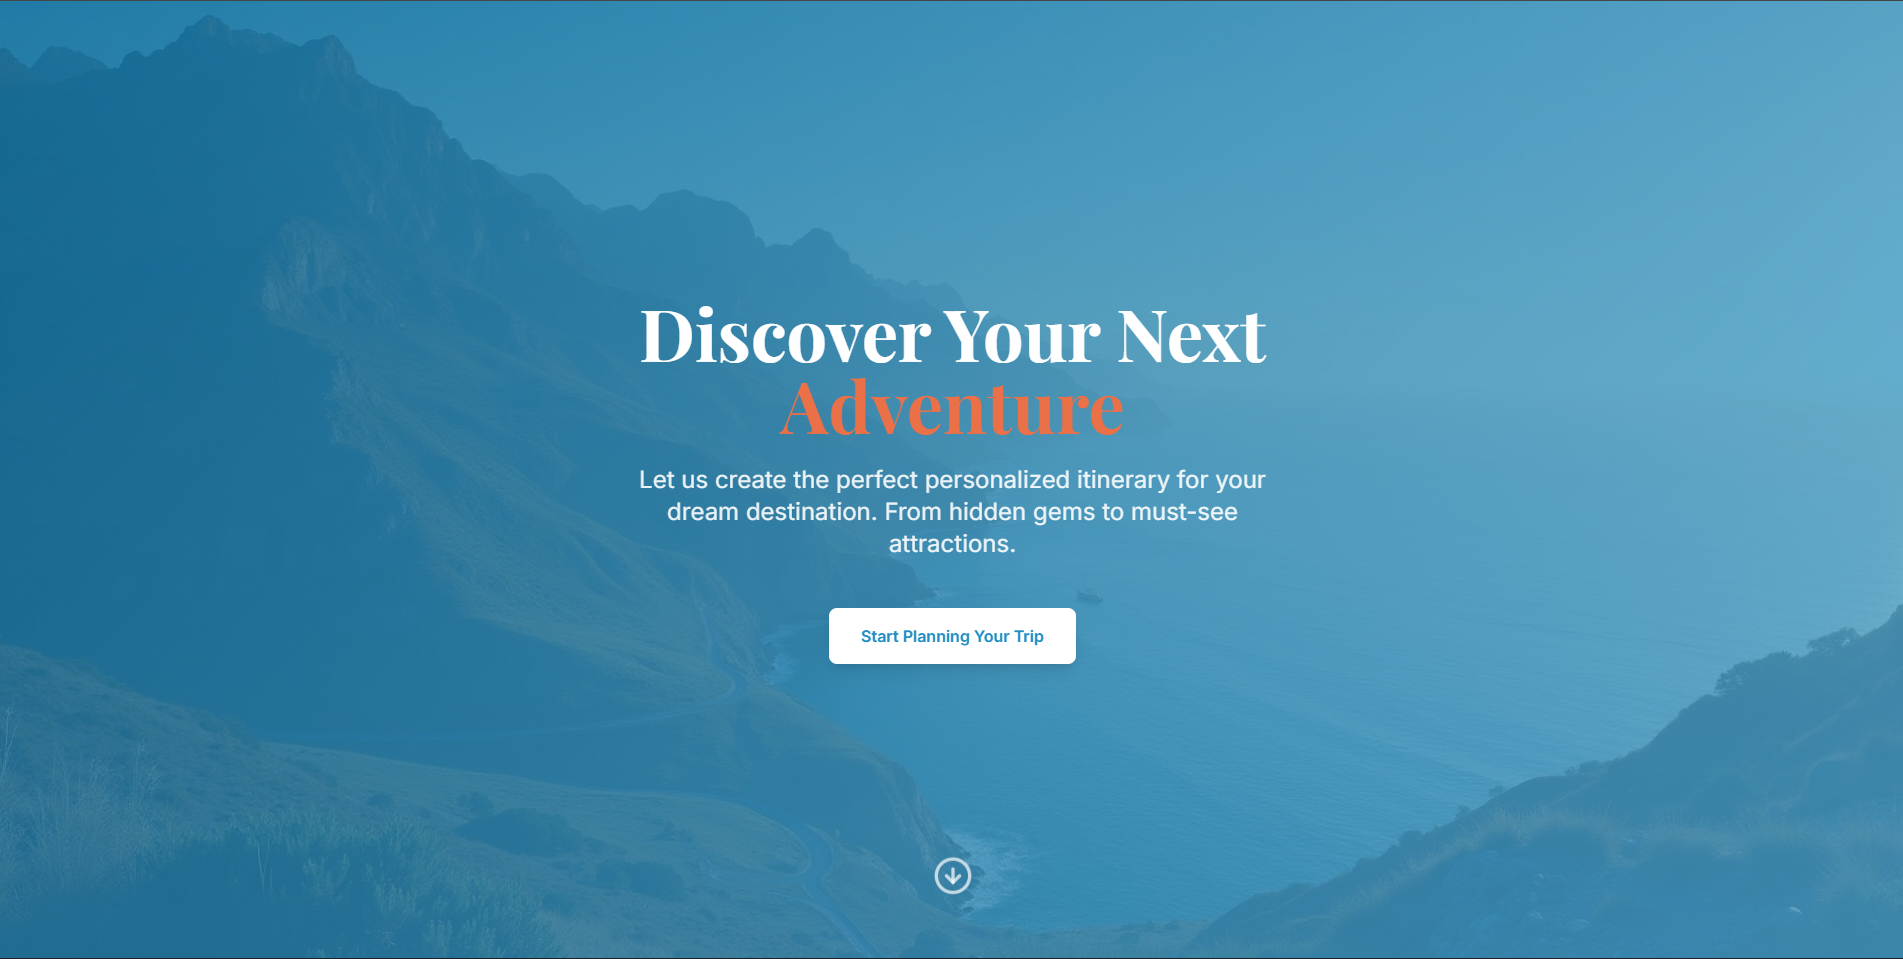 Discover Your Next
Adventure
Let us create the perfect personalized itinerary for your
dream destination. From hidden gems to must-see
attractions.
Start Planning Your Trip